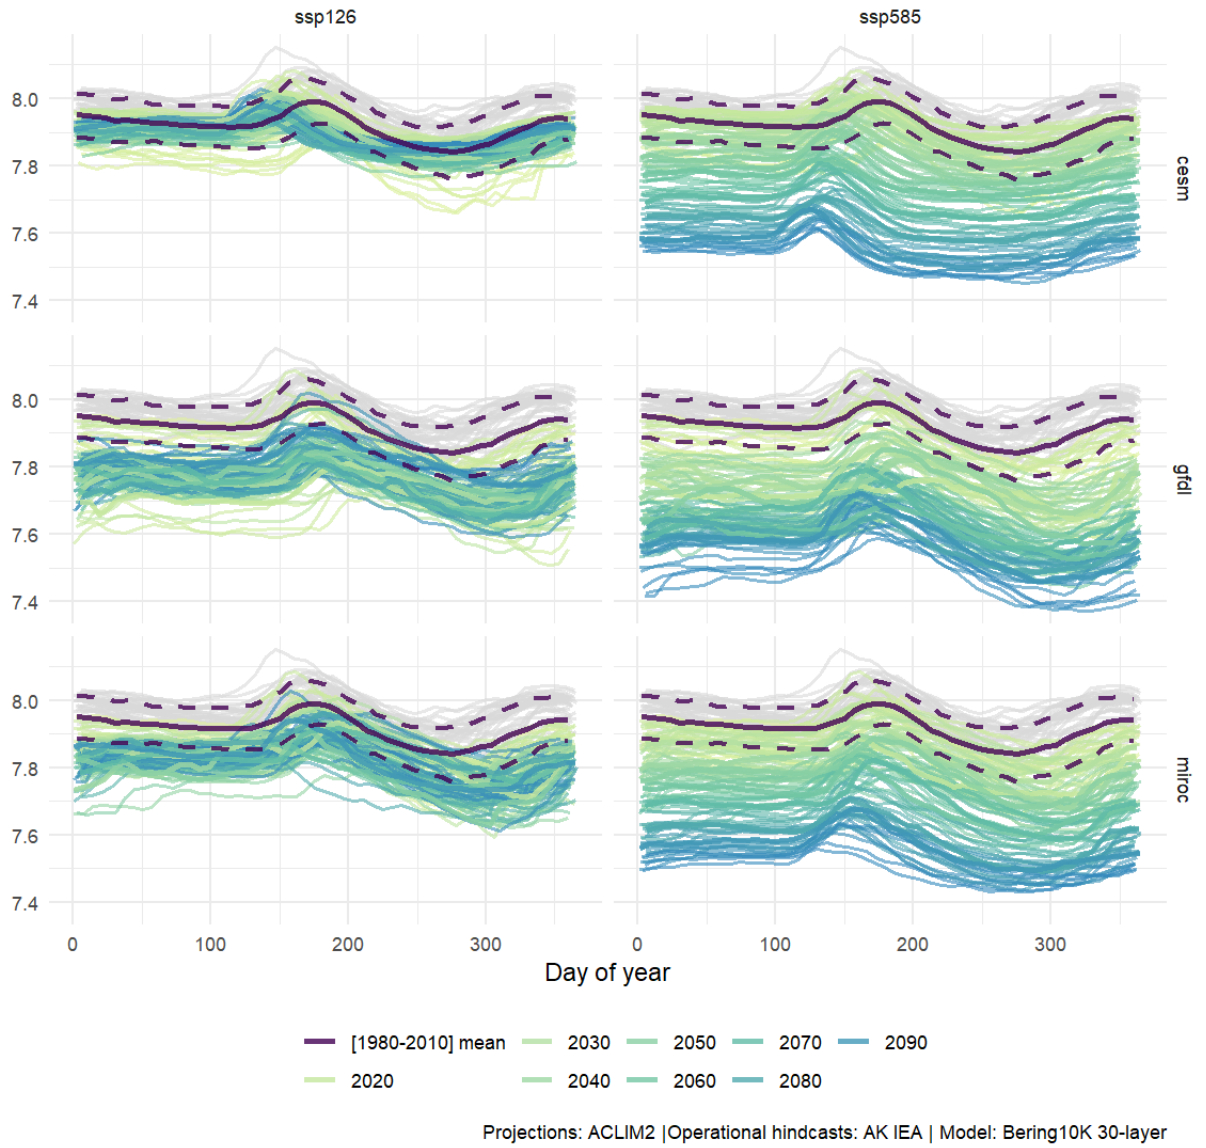 ssp126 ssp585
8.0
7.8
7.6
7.4
cesm
8.0
7.8
7.6
7.4
gfdl
8.0
7.8
7.6
7.4
miroc
0 100 200 300 0 100 200 300
Day of year
[1980-2010] mean 2030 2050 2070 2090
2020 2040 2060 2080
Projections: ACLIM2 |Operational hindcasts: AK IEA | Model: Bering10K 30-layer